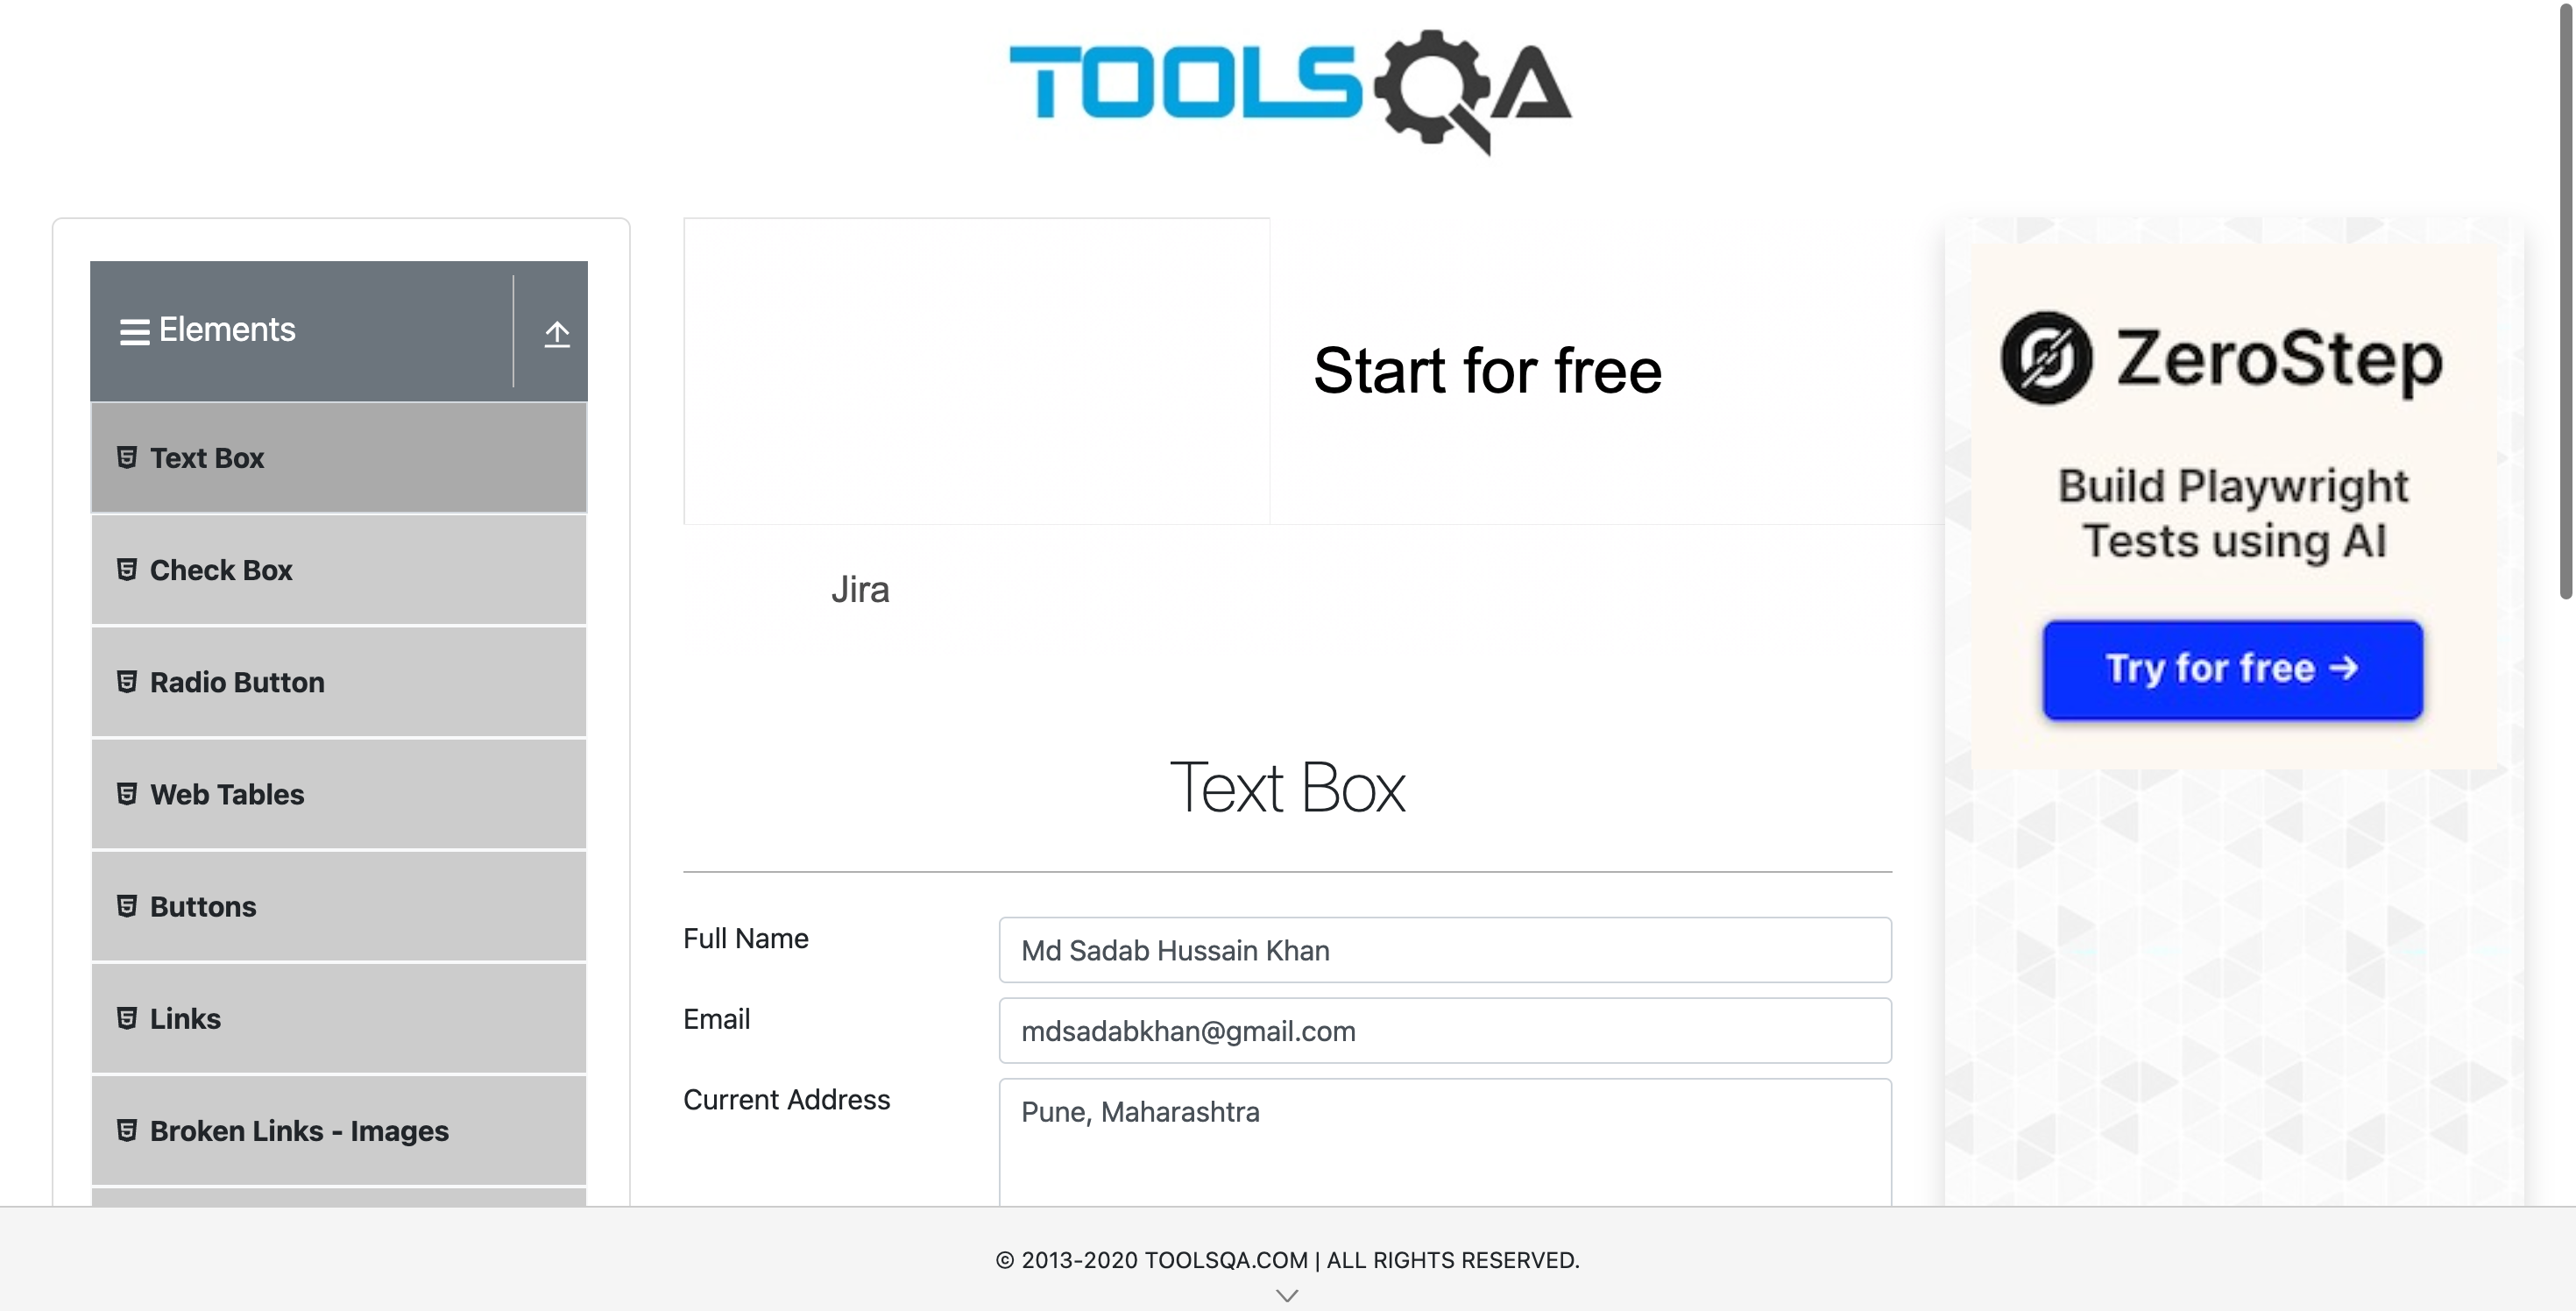 TOOLSQA
Elements
Text Box
Check Box
Radio Button
Web Tables
Buttons
Links
Broken Links - Images
Start for free
Jira
Text Box
Full Name
Md Sadab Hussain Khan
Email
mdsadabkhan@gmail.com
Current Address
Pune, Maharashtra
ZeroStep
Build Playwright
Tests using AI
Try for free →
© 2013-2020 TOOLSQA.COM | ALL RIGHTS RESERVED.